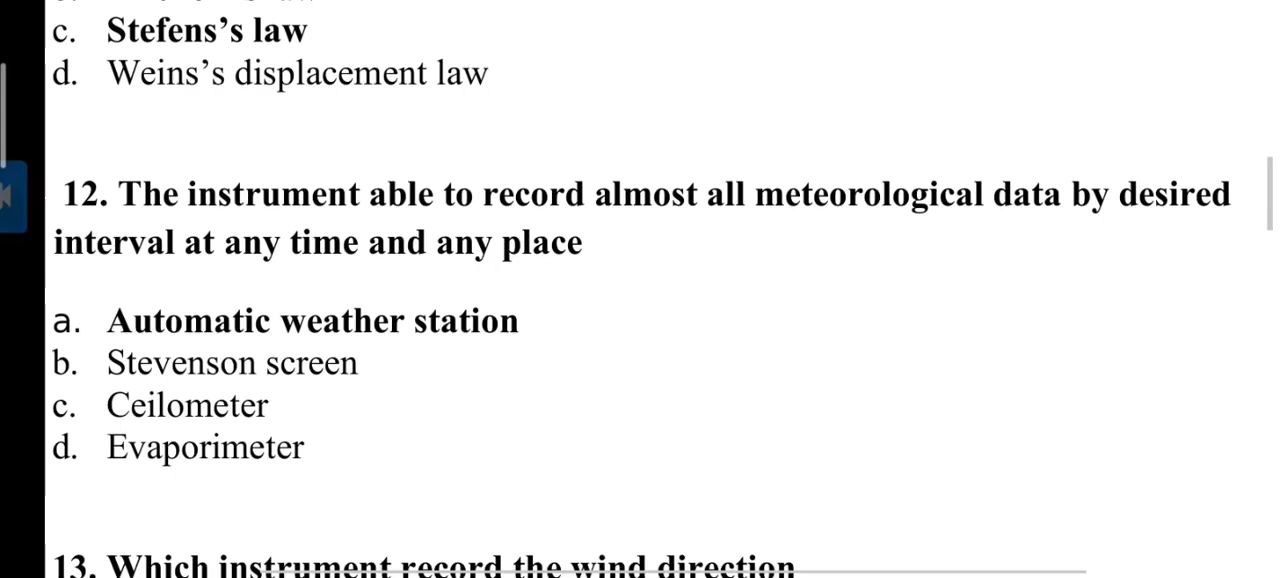 c. Stefens’s law
d. Weins’s displacement law
12. The instrument able to record almost all meteorological data by desired
interval at any time and any place
a. Automatic weather station
b. Stevenson screen
c. Ceilometer
d. Evaporimeter
13. Which instrument record the wind direction